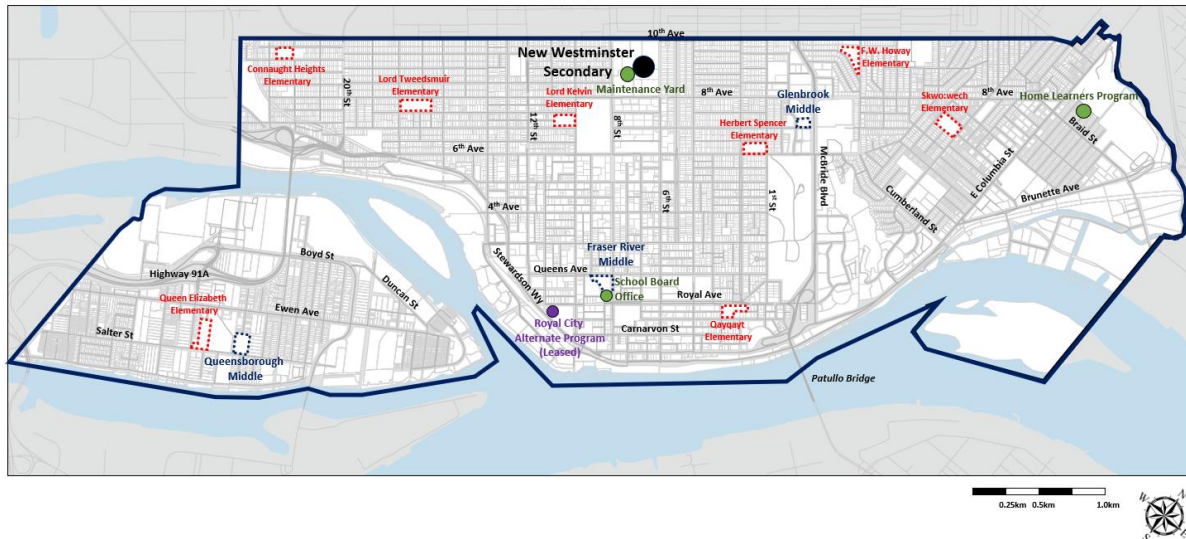 10th Ave
New Westminster
Secondary
Maintenance Yard
Connaught Heights
Elementary
20th St
Lord Tweedsmuir
Elementary
12th St
Lord Kelvin
Elementary
8th St
8th Ave
Glenbrook
Middle
F.W. Howay
Elementary
Skwo:wech
Elementary
8th Ave
Home Learners Program
Braid St
Herbert Spencer
Elementary
6th Ave
McBride Blvd
E Columbia St
Brunette Ave
Cumberland St
4th Ave
6th St
1st St
Fraser River
Middle
Boyd St
Stewardson Wy
Queens Ave
School Board
Office
Royal Ave
Highway 91A
Duncan St
Queen Elizabeth
Elementary
Ewen Ave
Royal City
Alternate Program
(Leased)
Carnarvon St
Qayqayt
Elementary
Salter St
Queensborough
Middle
Patullo Bridge
0.25km 0.5km 1.0km
W N
S E